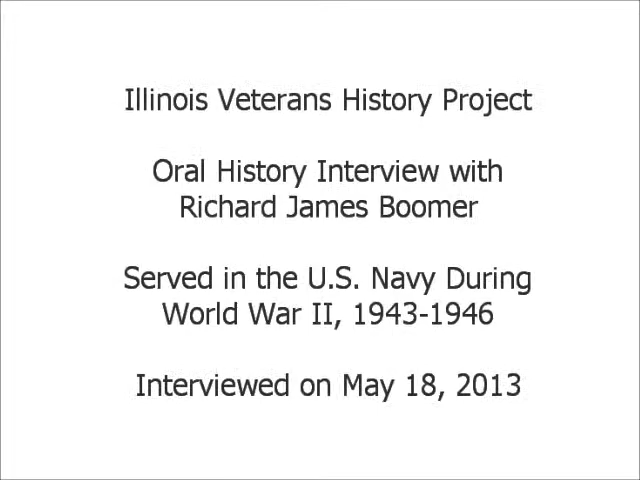 Illinois Veterans History Project
Oral History Interview with
Richard James Boomer
Served in the U.S. Navy During
World War II, 1943-1946
Interviewed on May 18, 2013